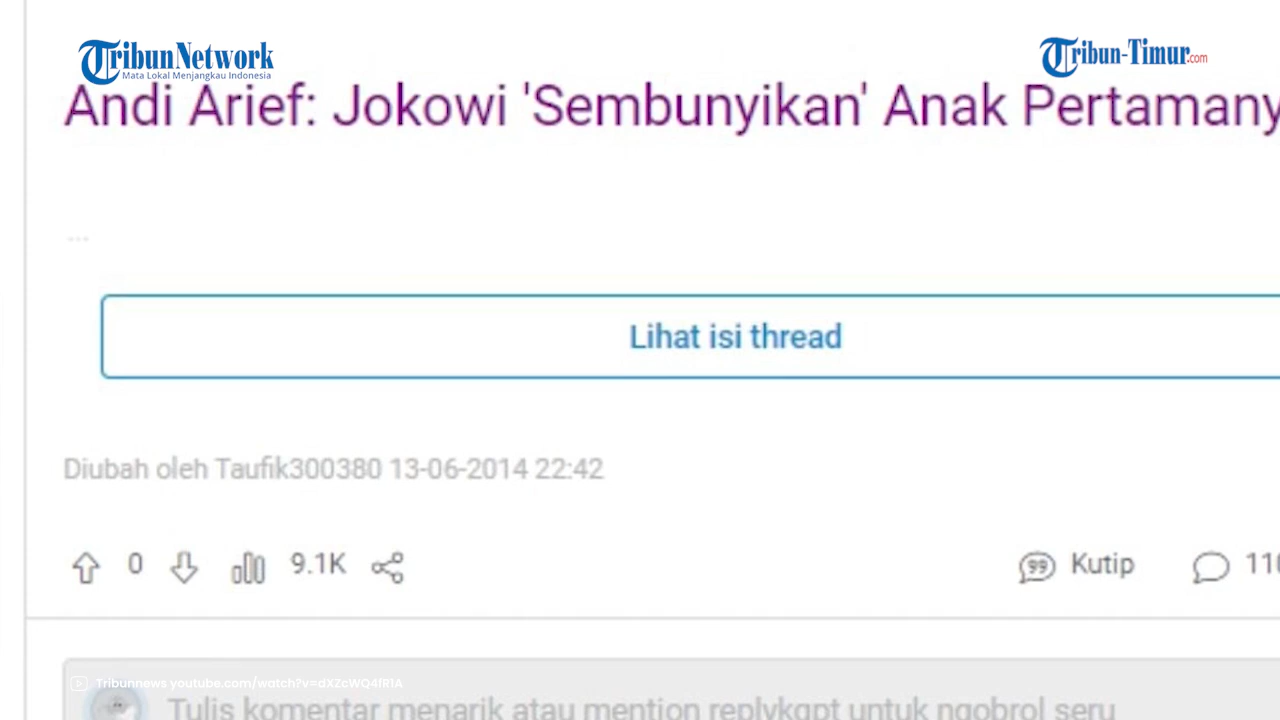 TribunNetwork
Mata Lokal Menjangkau Indonesia
Tribun-Timur.com
Andi Arief: Jokowi 'Sembunyikan' Anak Pertamany
...
Lihat isi thread
Diubah oleh Taufik300380 13-06-2014 22:42
0 9.1K 99 Kutip 110
Tribunnews youtube.com/watch?v=dXZcWQ4fR1A
Tulis komentar menarik atau mention replykgpt untuk ngobrol seru